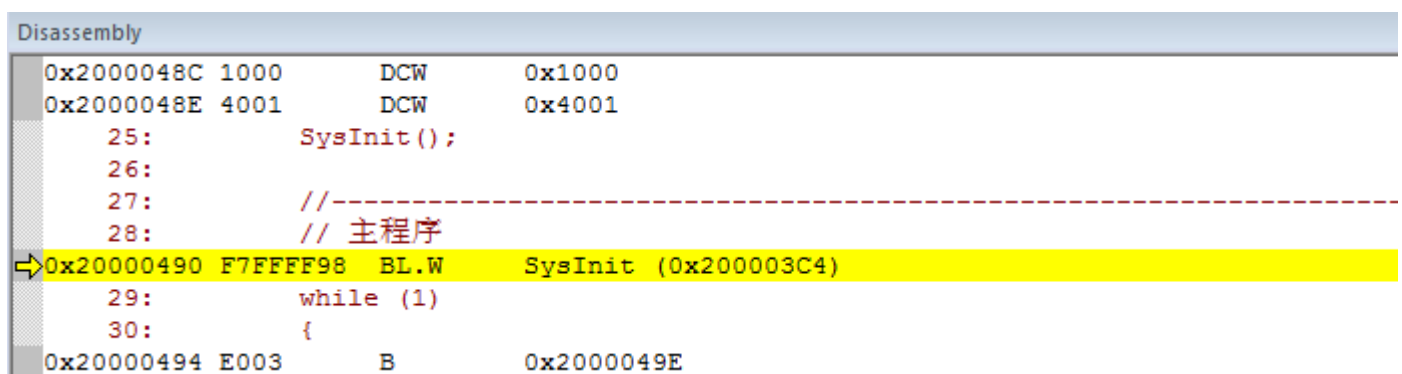 Disassembly
0x2000048C 1000 DCW 0x1000
0x2000048E 4001 DCW 0x4001
25: SysInit();
26:
27: //-----------------------------------------------------------------
28: // 主程序
0x20000490 F7FFFF98 BL.W SysInit (0x200003C4)
29: while (1)
30: {
0x20000494 E003 B 0x2000049E